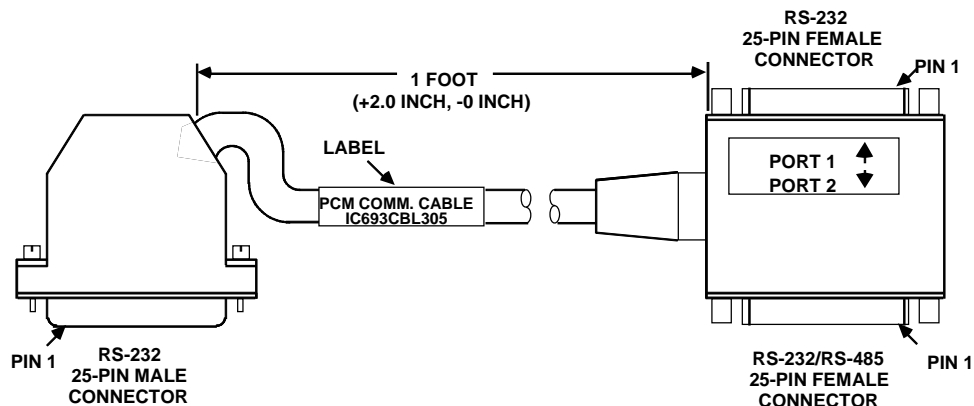 RS-232
25-PIN FEMALE
CONNECTOR
PIN 1
1 FOOT
(+2.0 INCH, -0 INCH)
LABEL
PORT 1
PORT 2
PCM COMM. CABLE
IC693CBL305
PIN 1
RS-232
25-PIN MALE
CONNECTOR
RS-232/RS-485
25-PIN FEMALE
CONNECTOR
PIN 1